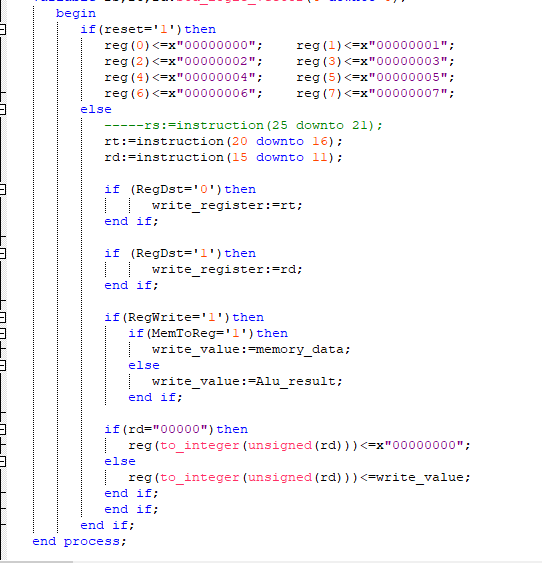 begin
if(reset='1')then
reg(0)<=x"00000000";    reg(1)<=x"00000001";
reg(2)<=x"00000002";    reg(3)<=x"00000003";
reg(4)<=x"00000004";    reg(5)<=x"00000005";
reg(6)<=x"00000006";    reg(7)<=x"00000007";
else
-----rs:=instruction(25 downto 21);
rt:=instruction(20 downto 16);
rd:=instruction(15 downto 11);
if (RegDst='0')then
write_register:=rt;
end if;
if (RegDst='1')then
write_register:=rd;
end if;
if(RegWrite='1')then
if(MemToReg='1')then
write_value:=memory_data;
else
write_value:=Alu_result;
end if;
if(rd="00000")then
reg(to_integer(unsigned(rd)))<=x"00000000";
else
reg(to_integer(unsigned(rd)))<=write_value;
end if;
end if;
end if;
end process;